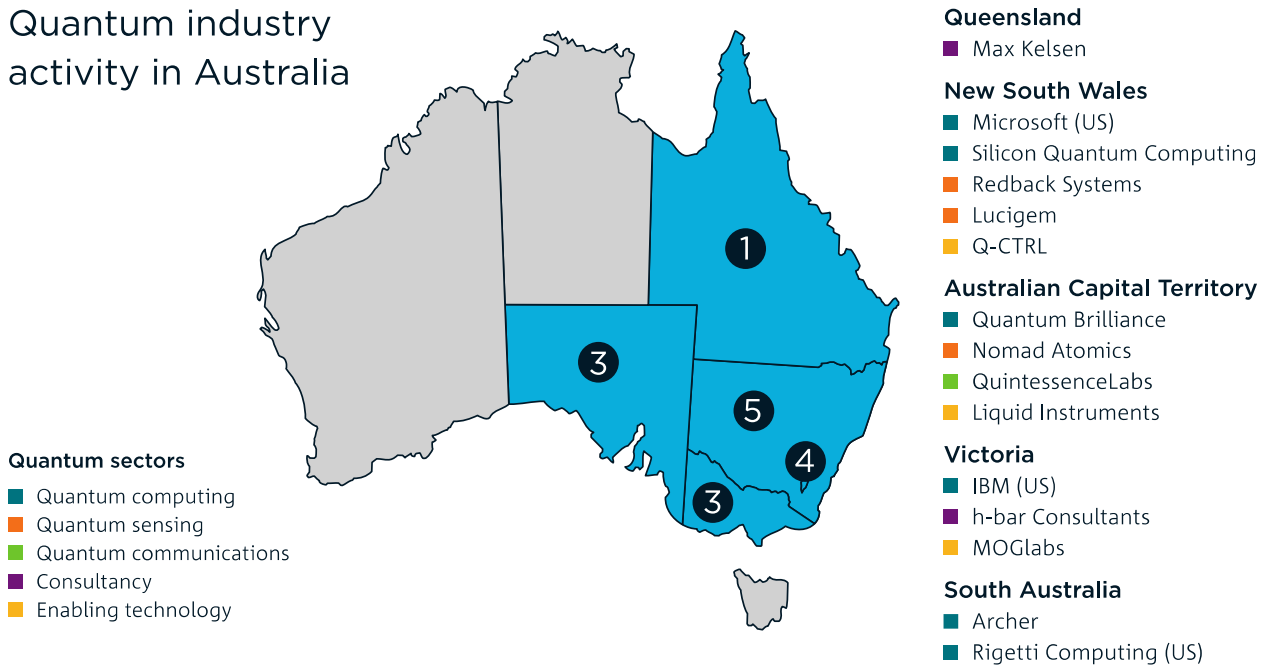 Quantum industry
activity in Australia
1
3
5
4
3
Quantum sectors
Quantum computing
Quantum sensing
Quantum communications
Consultancy
Enabling technology
Queensland
Max Kelsen
New South Wales
Microsoft (US)
Silicon Quantum Computing
Redback Systems
Lucigem
Q-CTRL
Australian Capital Territory
Quantum Brilliance
Nomad Atomics
QuintessenceLabs
Liquid Instruments
Victoria
IBM (US)
h-bar Consultants
MOGlabs
South Australia
Archer
Rigetti Computing (US)